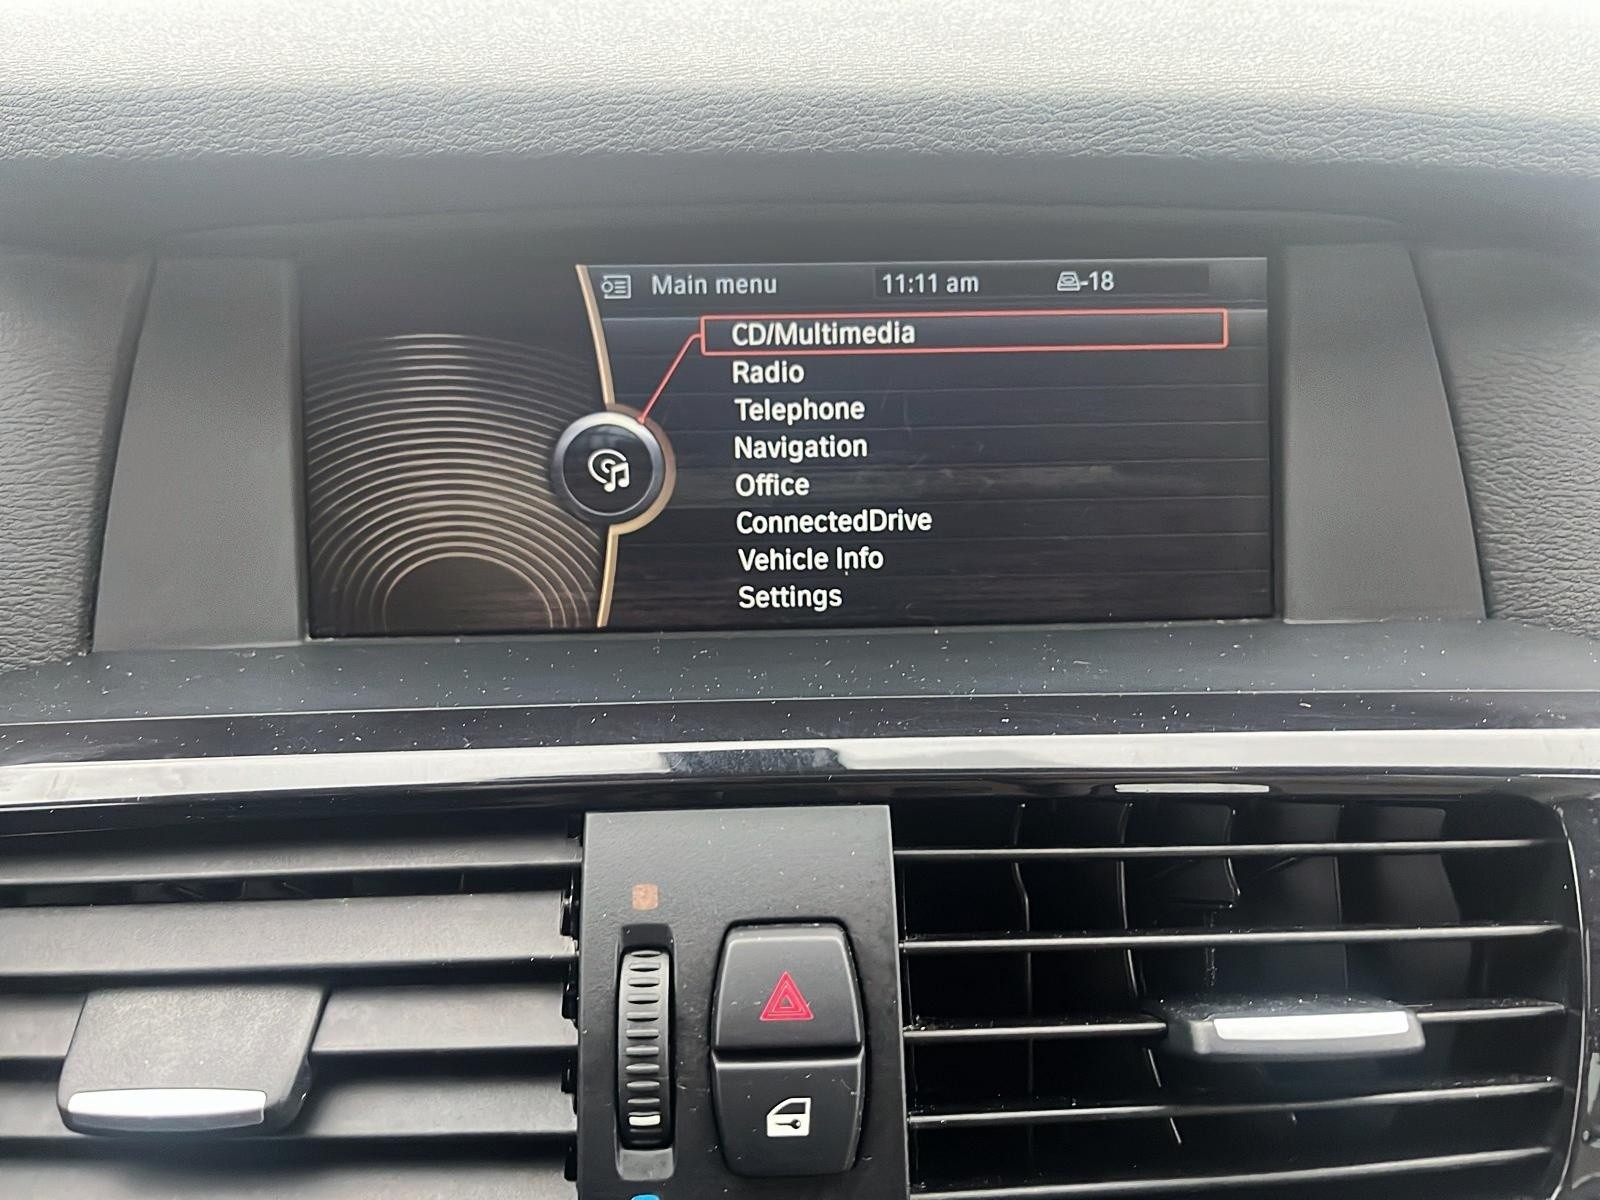 Main menu 11:11 am -18
CD/Multimedia
Radio
Telephone
Navigation
Office
ConnectedDrive
Vehicle Info
Settings